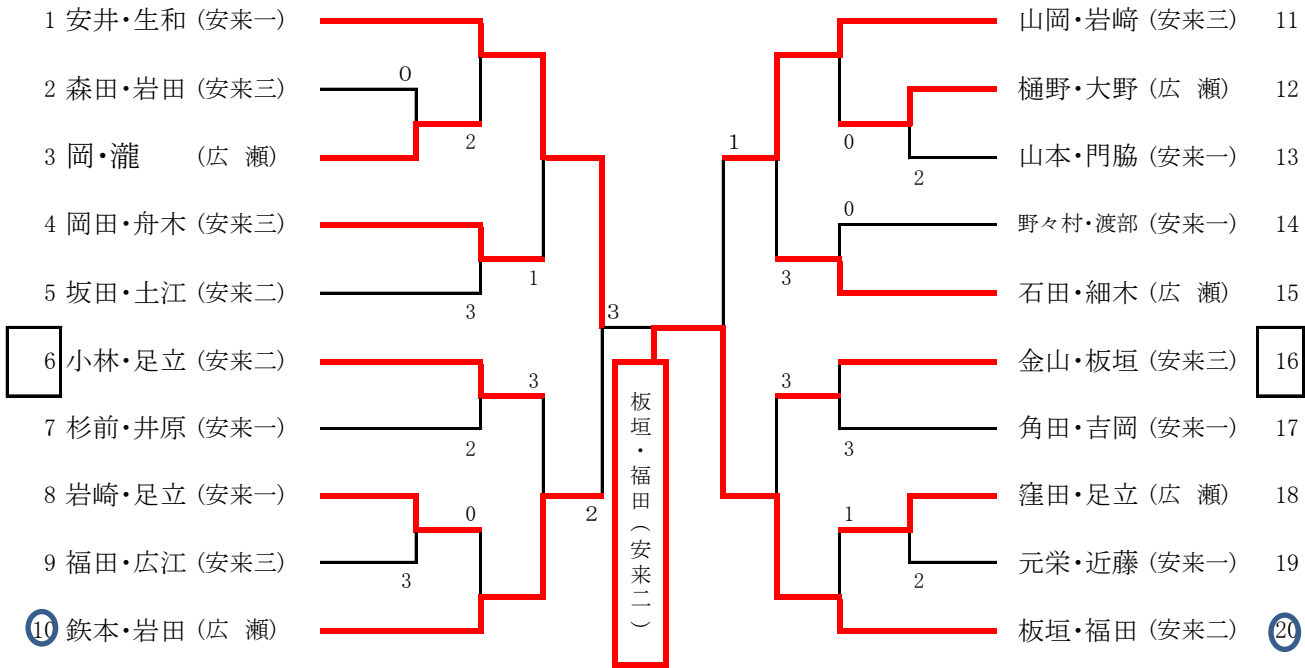 1 安井・生和 (安来一)
2 森田・岩田 (安来三)
0
3 岡・瀧 (広 瀬)
2
4 岡田・舟木 (安来三)
1
5 坂田・土江 (安来二)
3
3
6 小林・足立 (安来二)
3
7 杉前・井原 (安来一)
2
8 岩崎・足立 (安来一)
0
2
9 福田・広江 (安来三)
3
10 鉄本・岩田 (広 瀬)
板垣・福田(安来二)
山岡・岩﨑 (安来三) 11
樋野・大野 (広 瀬) 12
1
0
山本・門脇 (安来一) 13
2
0
野々村・渡部 (安来一) 14
3
石田・細木 (広 瀬) 15
金山・板垣 (安来三) 16
3
角田・吉岡 (安来一) 17
3
窪田・足立 (広 瀬) 18
1
元栄・近藤 (安来一) 19
2
板垣・福田 (安来二) 20